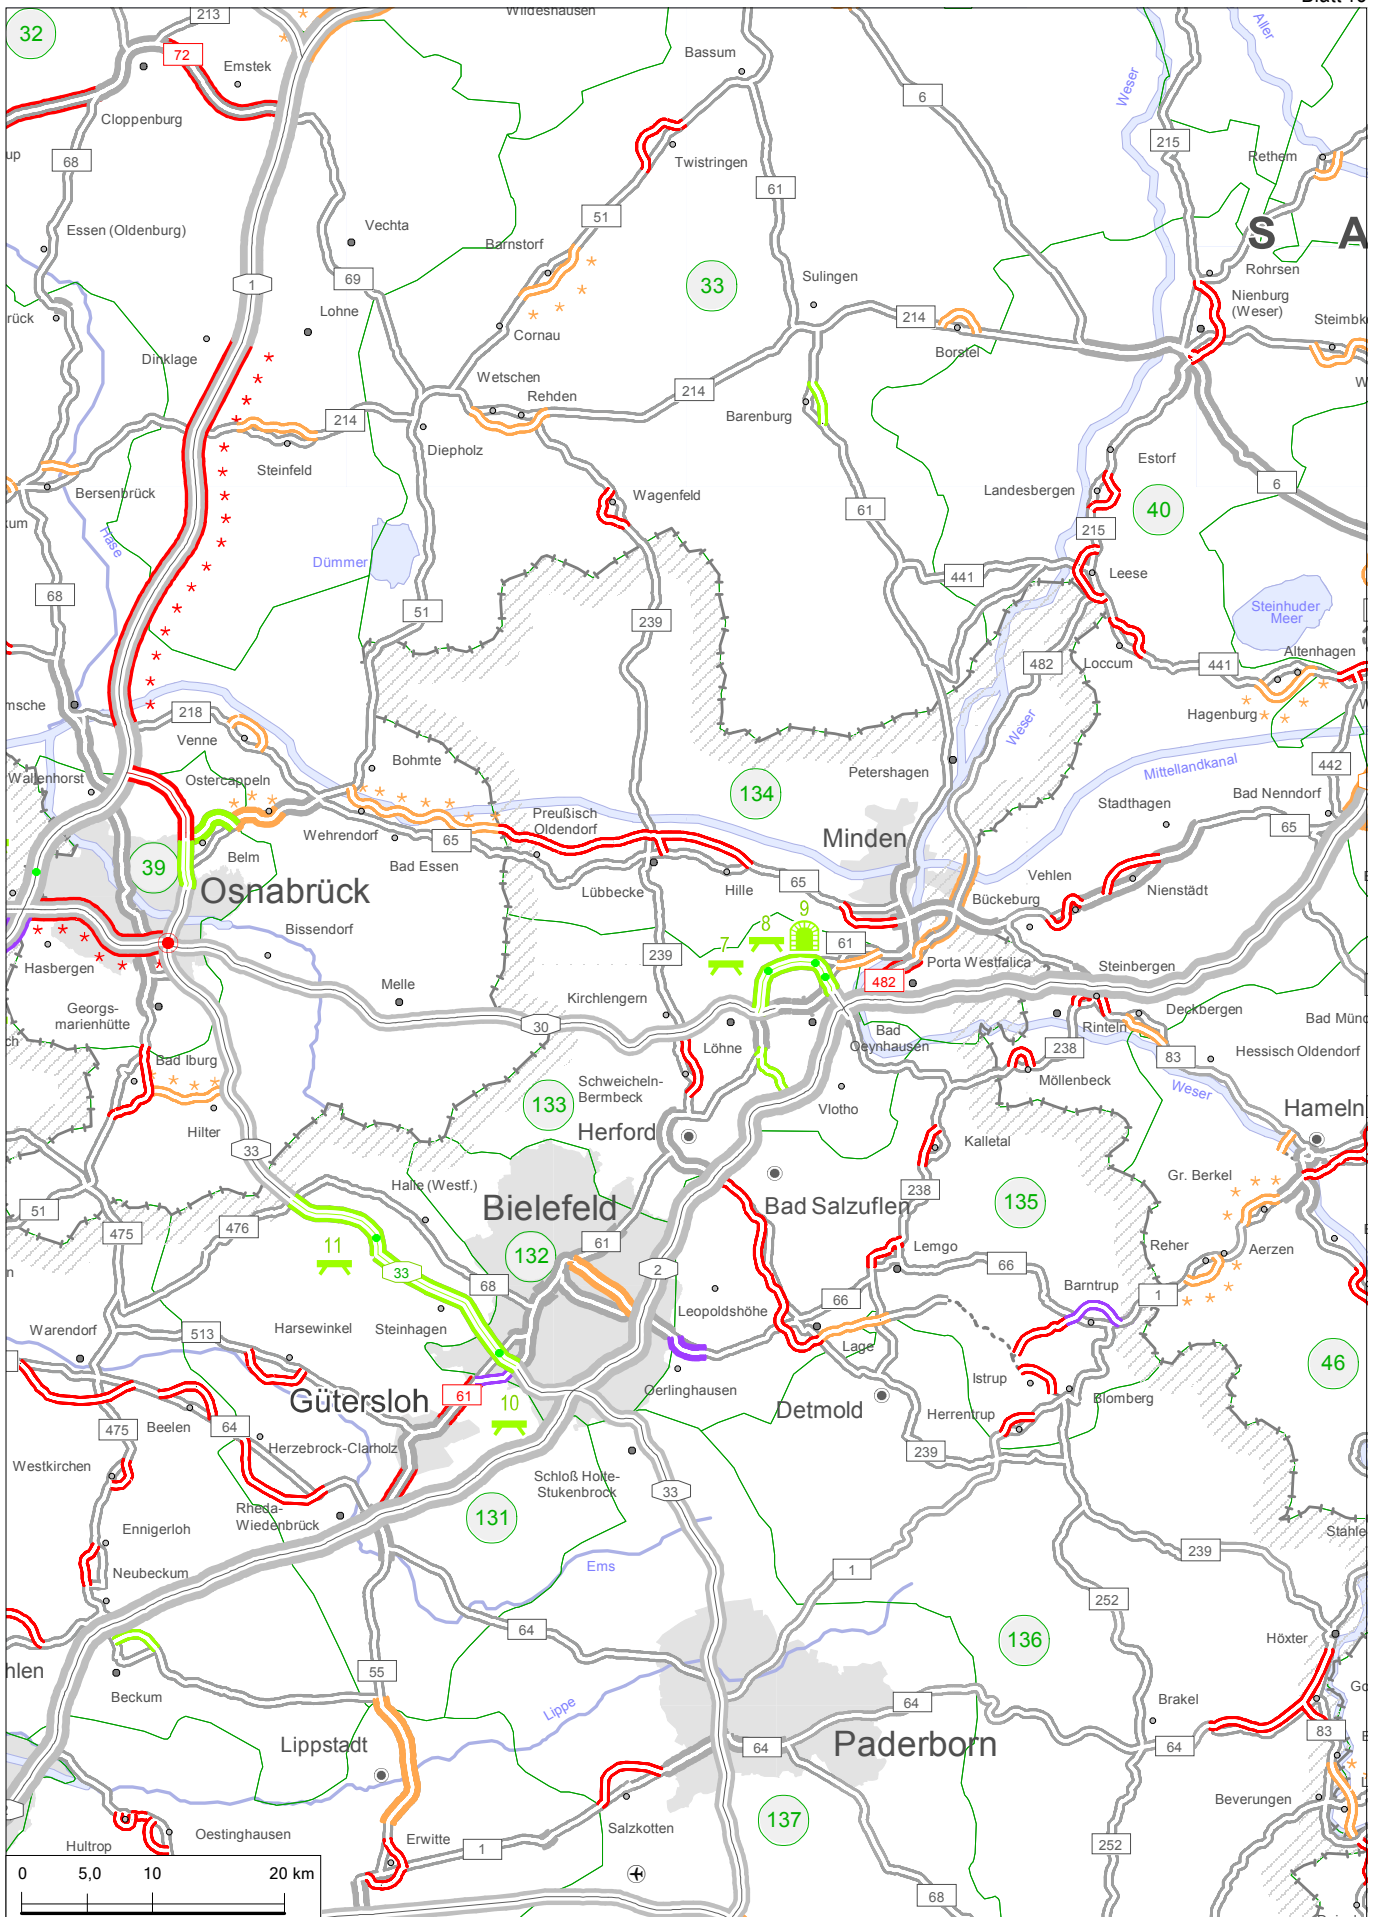 32
213
Wildeshausen
72
Emstek
Bassum
Aller
Weser
6
Cloppenburg
215
68
Twistringen
Rethem
61
51
Essen (Oldenburg)
Vechta
Barnstorf
S A
33
1
69
Sulingen
Rohrsen
Nienburg
(Weser)
Lohne
Cornau
214
Steimbk
Dinklage
Borstel
Wetschen
Rehden
214
Barenburg
214
Diepholz
Steinfeld
Estorf
Bersenbrück
Wagenfeld
Landesbergen
6
40
61
215
Hase
Dümmer
441
Leese
68
51
239
Steinhuder
Meer
482
Loccum
441
Altenhagen
218
Hagenburg
Venne
Weser
Bohmte
Petershagen
Mittellandkanal
442
Wallenhorst
Ostercappeln
134
Stadthagen
Bad Nenndorf
Preußisch
Oldendorf
Minden
65
Wehrendorf
65
39
Belm
Bad Essen
Osnabrück
Lübbecke
Hille
65
Vehlen
Nienstädt
Bückeburg
Bissendorf
9
8
61
7
Hasbergen
239
Porta Westfalica
Steinbergen
482
Melle
Georgs-
marienhütte
Kirchlengern
30
Deckbergen
Rinteln
Bad Münd
Bad
Oeynhausen
Löhne
238
83
Hessisch Oldendorf
Bad Iburg
Schweicheln-
Bermbeck
Möllenbeck
Weser
133
Vlotho
Hameln
Hilter
Herford
Kalletal
33
Gr. Berkel
Halle (Westf.)
238
135
51
Bielefeld
Bad Salzuflen
475
476
61
Lemgo
Reher
Aerzen
11
132
33
2
66
68
Barntrup
1
Leopoldshöhe
66
Warendorf
513
Harsewinkel
Steinhagen
Lage
46
Istrup
Oerlinghausen
61
Gütersloh
10
Detmold
Blomberg
Herrentrup
Beelen
64
475
Herzebrock-Clarholz
239
Westkirchen
Schloß Holte-
Stukenbrock
33
Rheda-
Wiedenbrück
131
Ennigerloh
Stahle
239
Neubeckum
Ems
1
252
64
136
Höxter
hlen
55
Beckum
Lippe
64
Brakel
83
Lippstadt
64
Paderborn
64
Beverungen
137
Oestinghausen
Salzkotten
Hultrop
Erwitte
1
252
68
0 5,0 10 20 km